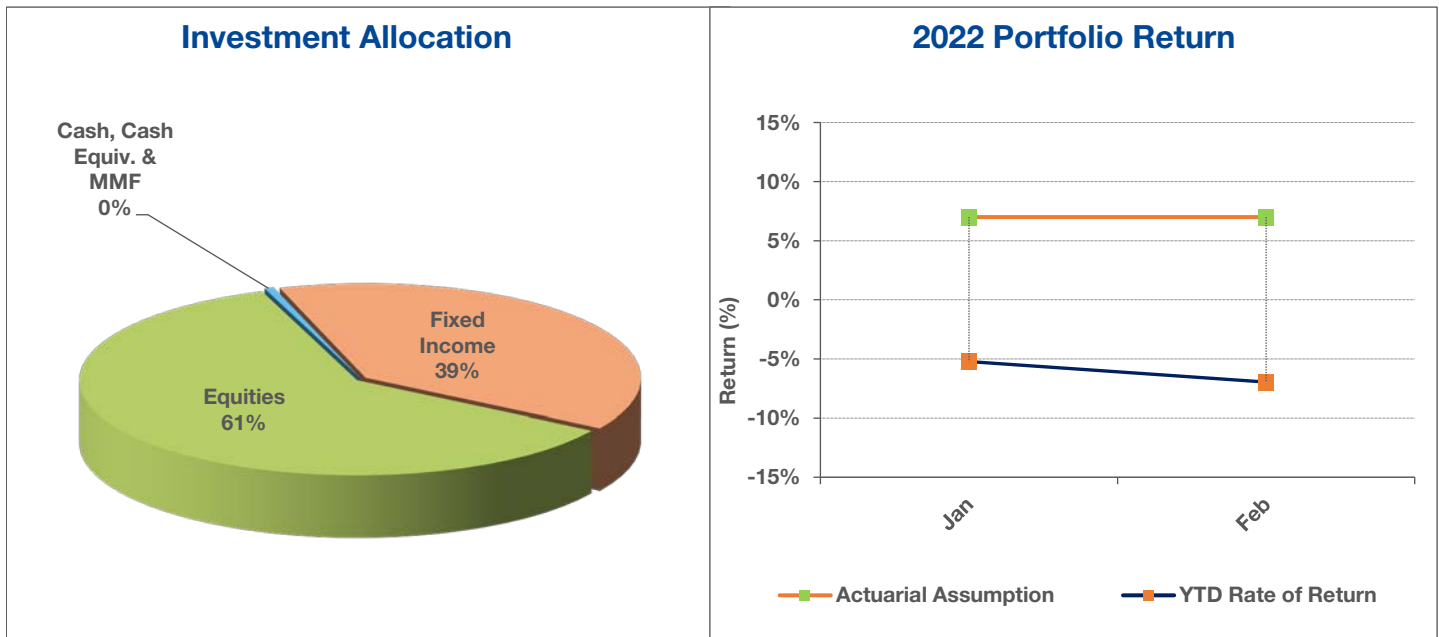 Investment Allocation
Cash, Cash
Equiv. &
MMF
0%
Fixed
Income
39%
Equities
61%
2022 Portfolio Return
Return (%)
15%
10%
5%
0%
-5%
-10%
-15%
Jan
Feb
Actuarial Assumption
YTD Rate of Return